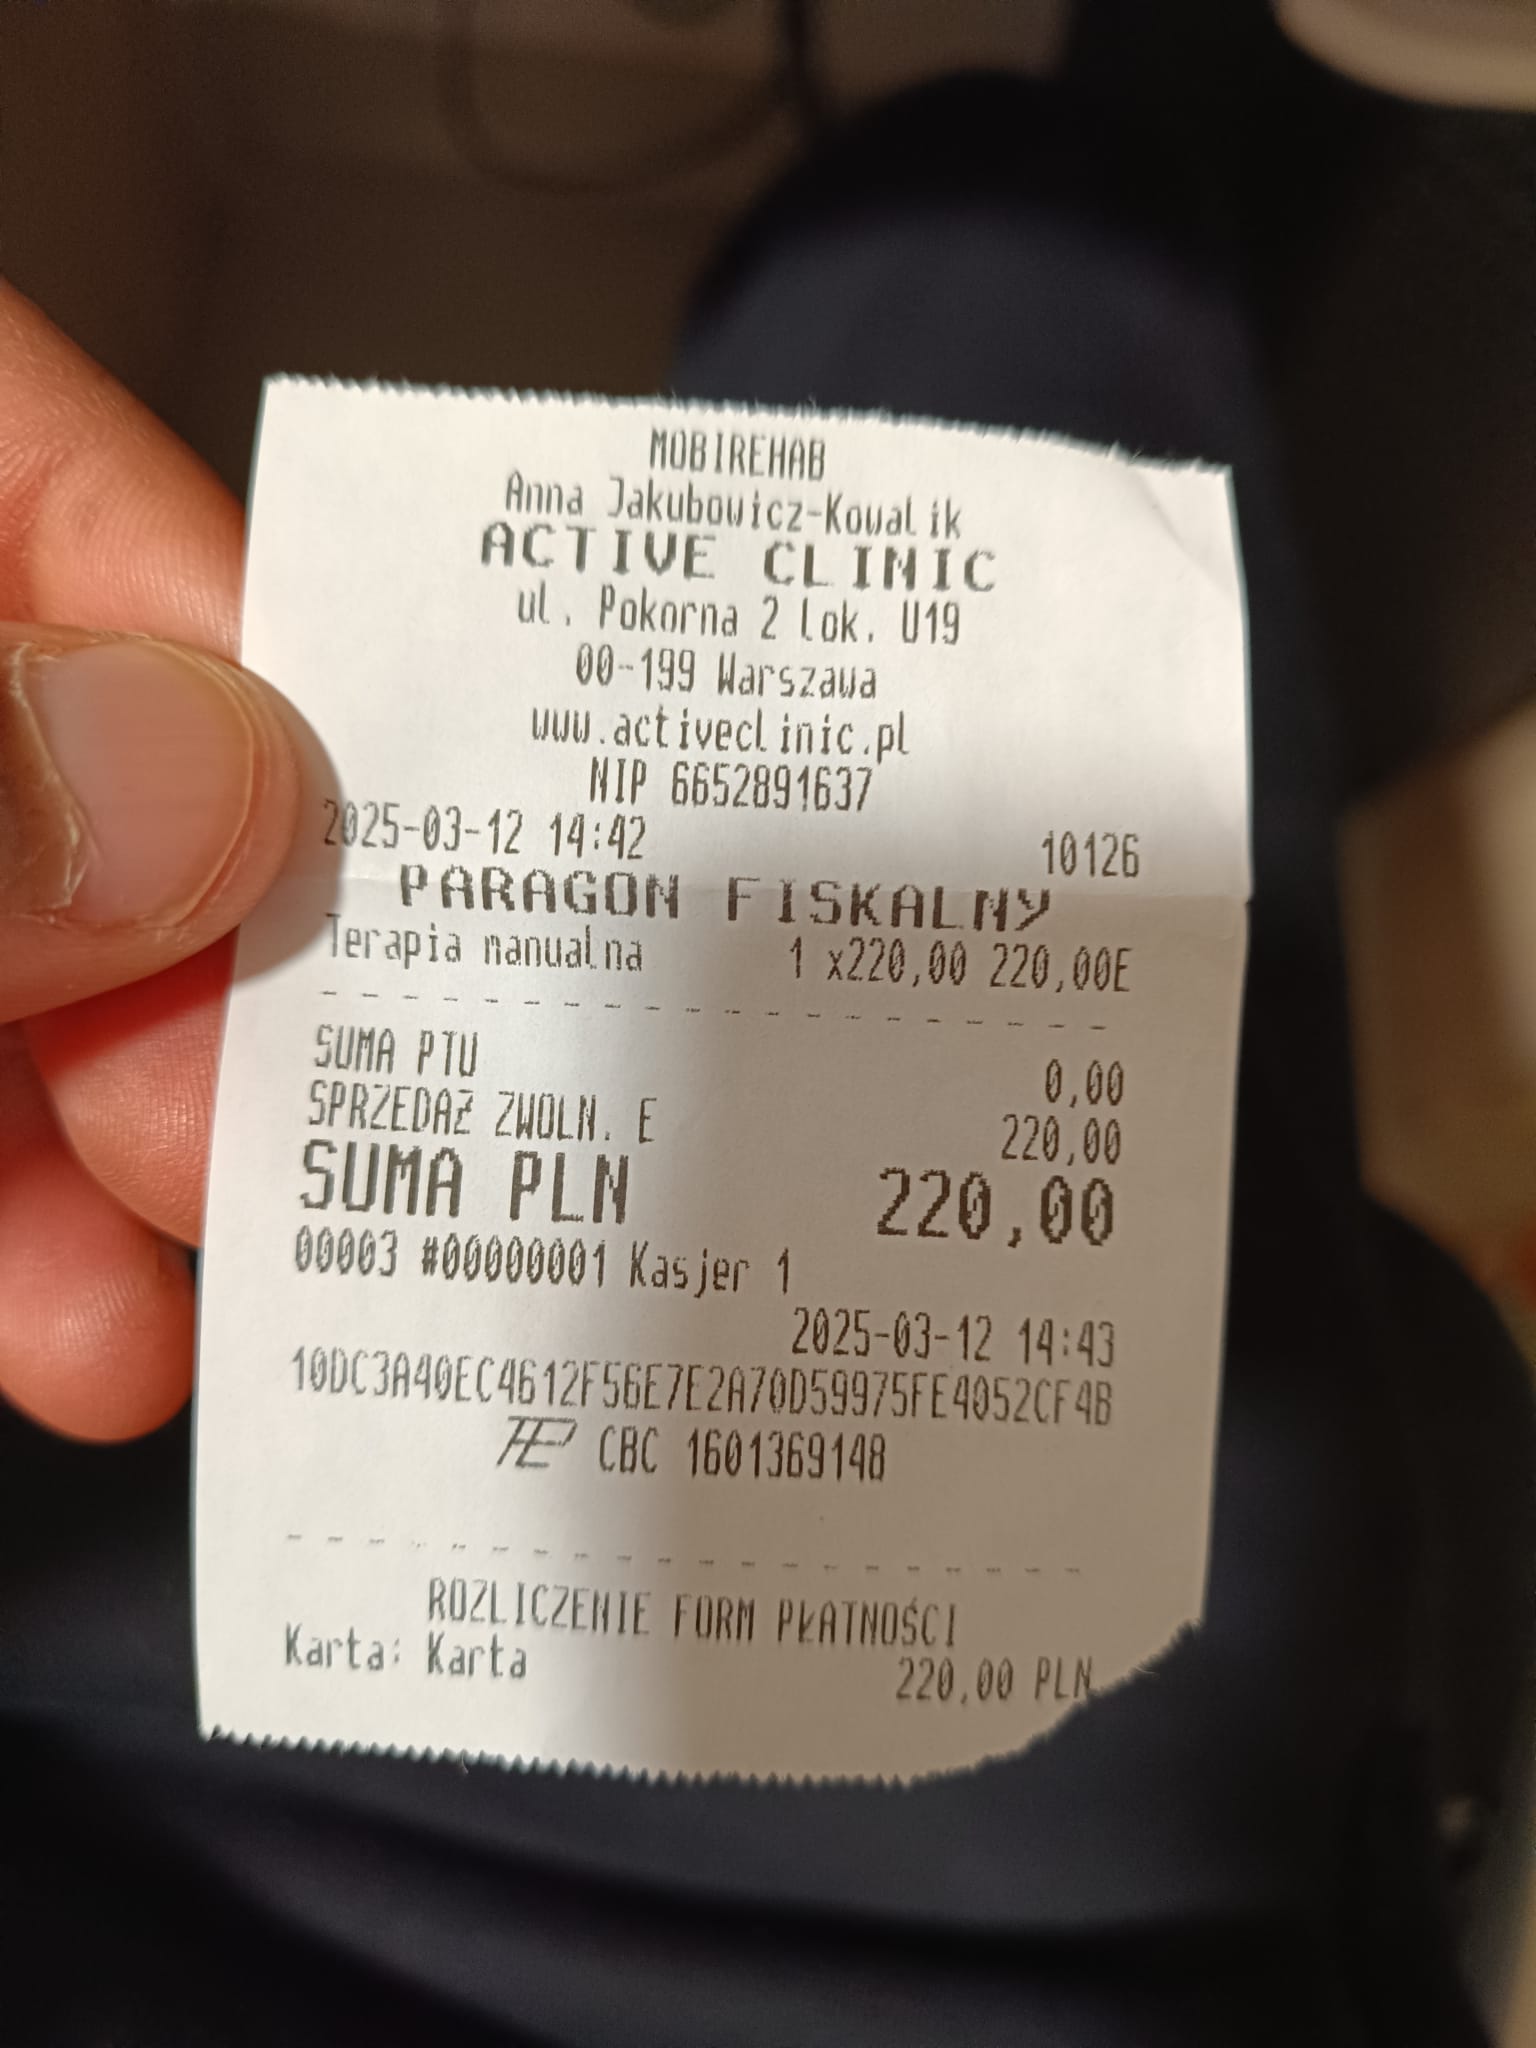 MOBIREHAB
Anna Jakubowicz-Kowalik
ACTIVE CLINIC
ul. Pokorna 2 lok. U19
00-199 Warszawa
www.activeclinic.pl
NIP 6652891637
2025-03-12 14:42 10126
PARAGON FISKALNY
Terapia manualna 1 x220,00 220,00E
SUMA PTU 0,00
SPRZEDAŻ ZWOLN. E 220,00
SUMA PLN 220,00
00003 #00000001 Kasjer 1
2025-03-12 14:43
10DC3A40EC4612F56E7E2A70D59975FE4052CF4B
CBC 1601369148
ROZLICZENIE FORM PŁATNOŚCI
Karta: Karta 220,00 PLN